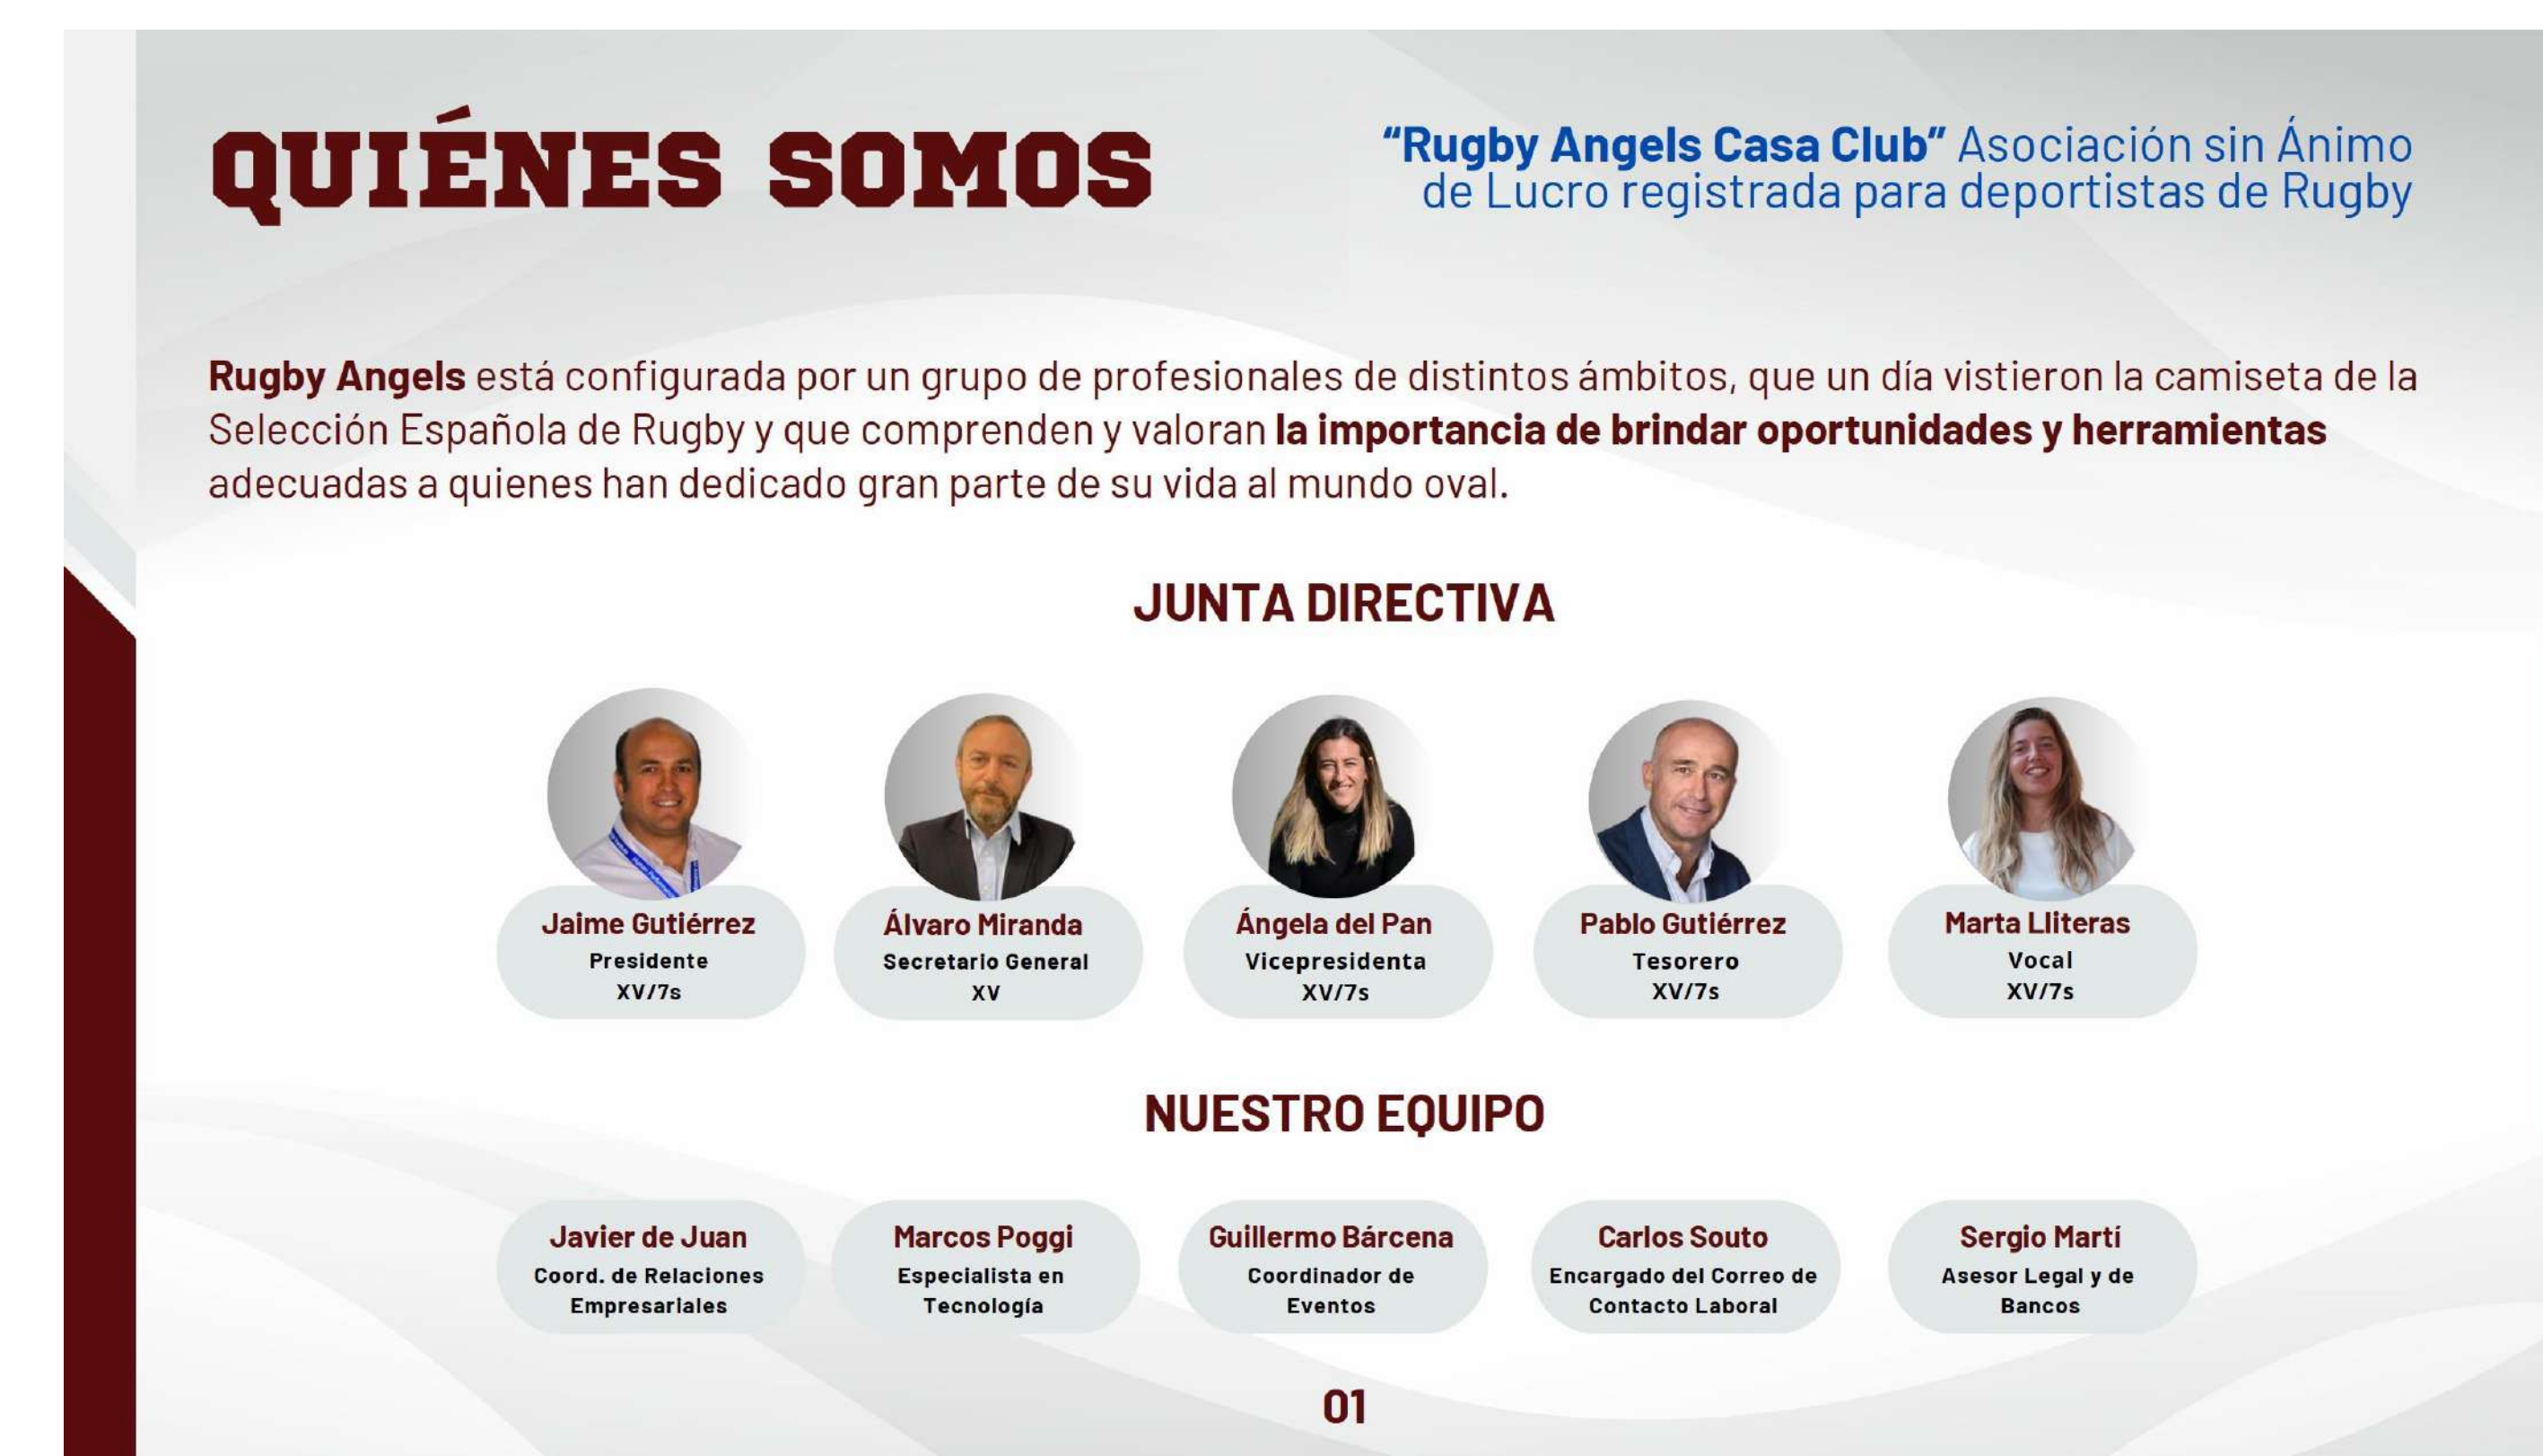 QUIÉNES SOMOS
“Rugby Angels Casa Club” Asociación sin Ánimo
de Lucro registrada para deportistas de Rugby
Rugby Angels está configurada por un grupo de profesionales de distintos ámbitos, que un día vistieron la camiseta de la
Selección Española de Rugby y que comprenden y valoran la importancia de brindar oportunidades y herramientas
adecuadas a quienes han dedicado gran parte de su vida al mundo oval.
JUNTA DIRECTIVA
Jaime Gutiérrez
Presidente
XV/7s
Álvaro Miranda
Secretario General
XV
Ángela del Pan
Vicepresidenta
XV/7s
Pablo Gutiérrez
Tesorero
XV/7s
Marta Lliteras
Vocal
XV/7s
NUESTRO EQUIPO
Javier de Juan
Coord. de Relaciones
Empresariales
Marcos Poggi
Especialista en
Tecnología
Guillermo Bárcena
Coordinador de
Eventos
Carlos Souto
Encargado del Correo de
Contacto Laboral
Sergio Martí
Asesor Legal y de
Bancos
01